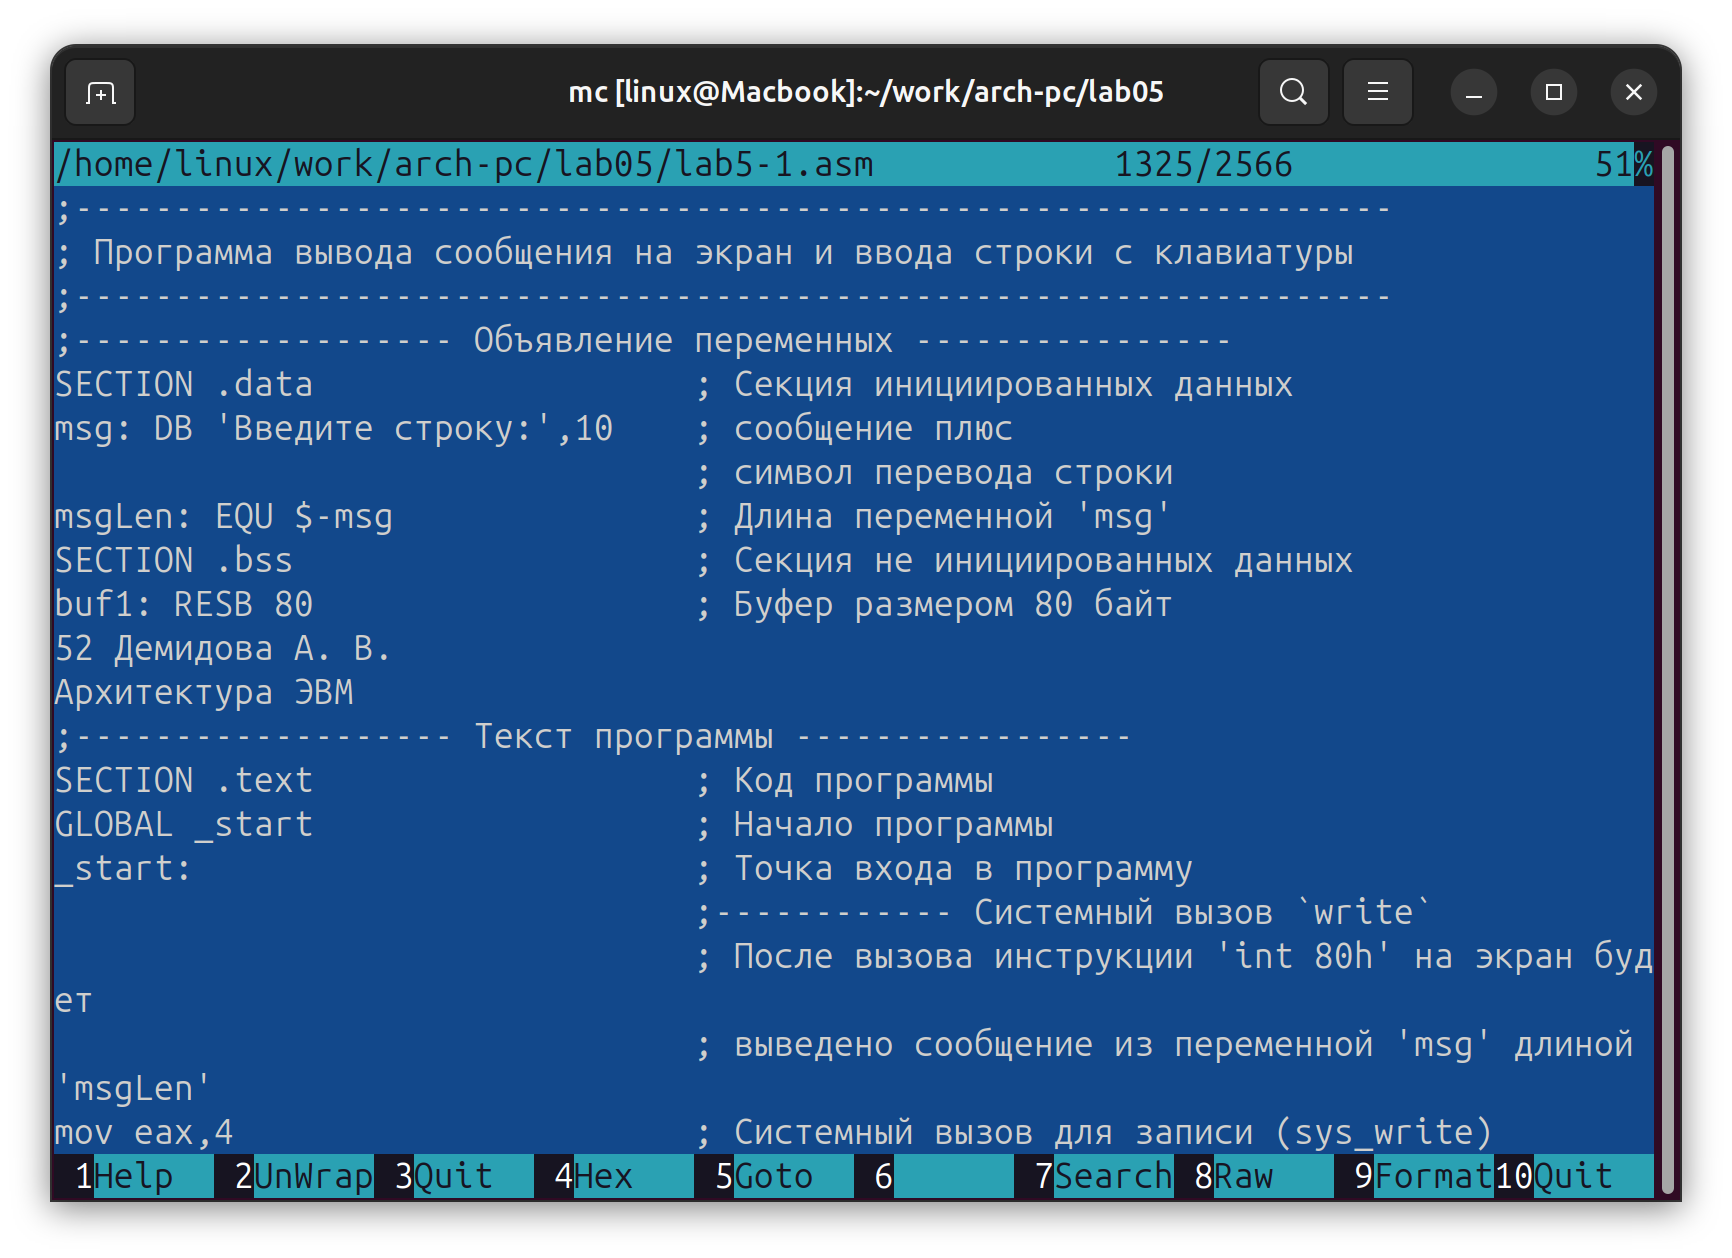 mc [linux@Macbook]:~/work/arch-pc/lab05
/home/linux/work/arch-pc/lab05/lab5-1.asm 1325/2566 51%
;------------------------------------------------------------------
; Программа вывода сообщения на экран и ввода строки с клавиатуры
;------------------------------------------------------------------
;------------------- Объявление переменных ----------------
SECTION .data ; Секция инициированных данных
msg: DB 'Введите строку:',10 ; сообщение плюс
; символ перевода строки
msgLen: EQU $-msg ; Длина переменной 'msg'
SECTION .bss ; Секция не инициированных данных
buf1: RESB 80 ; Буфер размером 80 байт
52 Демидова А. В.
Архитектура ЭВМ
;------------------- Текст программы -----------------
SECTION .text ; Код программы
GLOBAL _start ; Начало программы
_start: ; Точка входа в программу
;------------ Системный вызов `write`
; После вызова инструкции 'int 80h' на экран буд
ет
; выведено сообщение из переменной 'msg' длиной
'msgLen'
mov eax,4 ; Системный вызов для записи (sys_write)
1Help 2UnWrap 3Quit 4Hex 5Goto 6 7Search 8Raw 9Format 10Quit